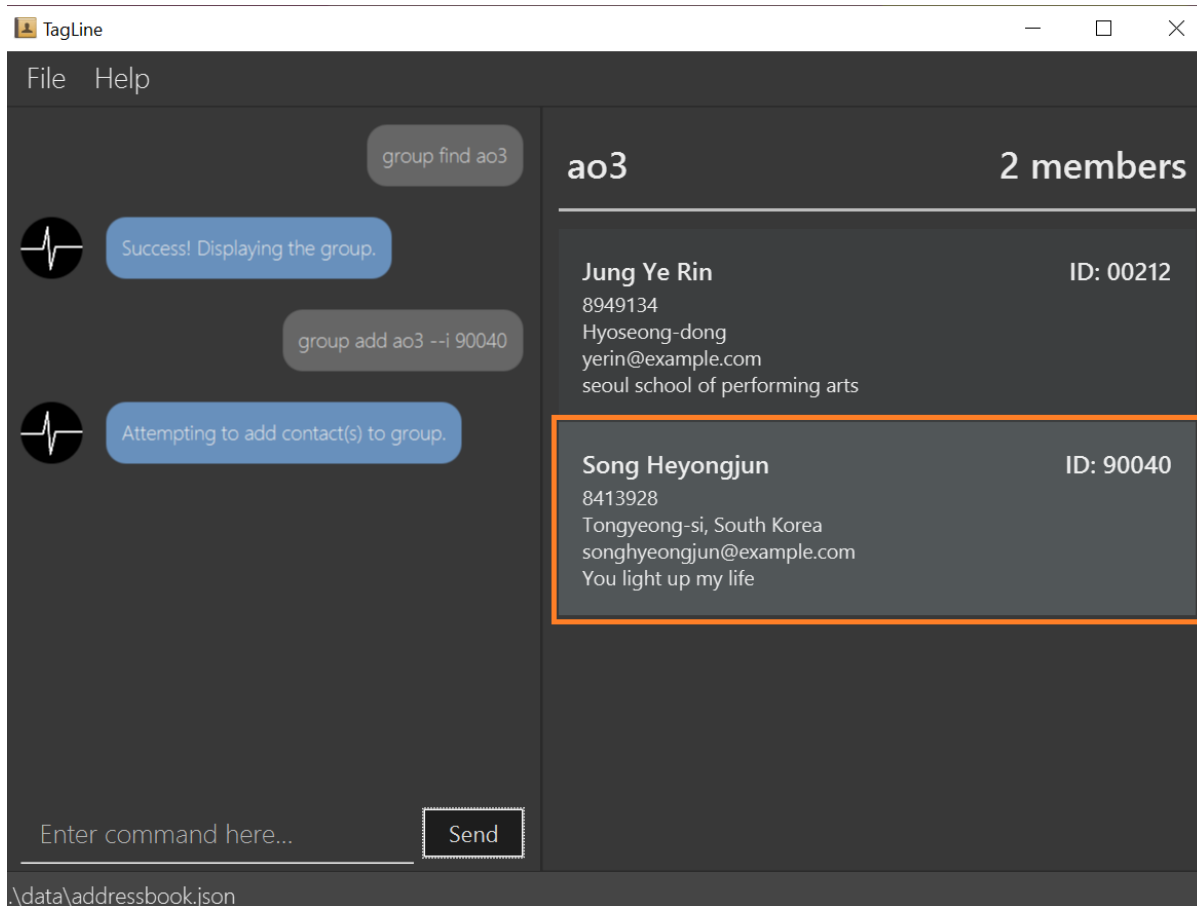 TagLine
File Help
group find ao3
Success! Displaying the group.
group add ao3 --i 90040
Attempting to add contact(s) to group.
Enter command here...
Send
ao3
2 members
Jung Ye Rin
ID: 00212
8949134
Hyoseong-dong
yerin@example.com
seoul school of performing arts
Song Heyongjun
ID: 90040
8413928
Tongyeong-si, South Korea
songhyeongjun@example.com
You light up my life
.\data\addressbook.json